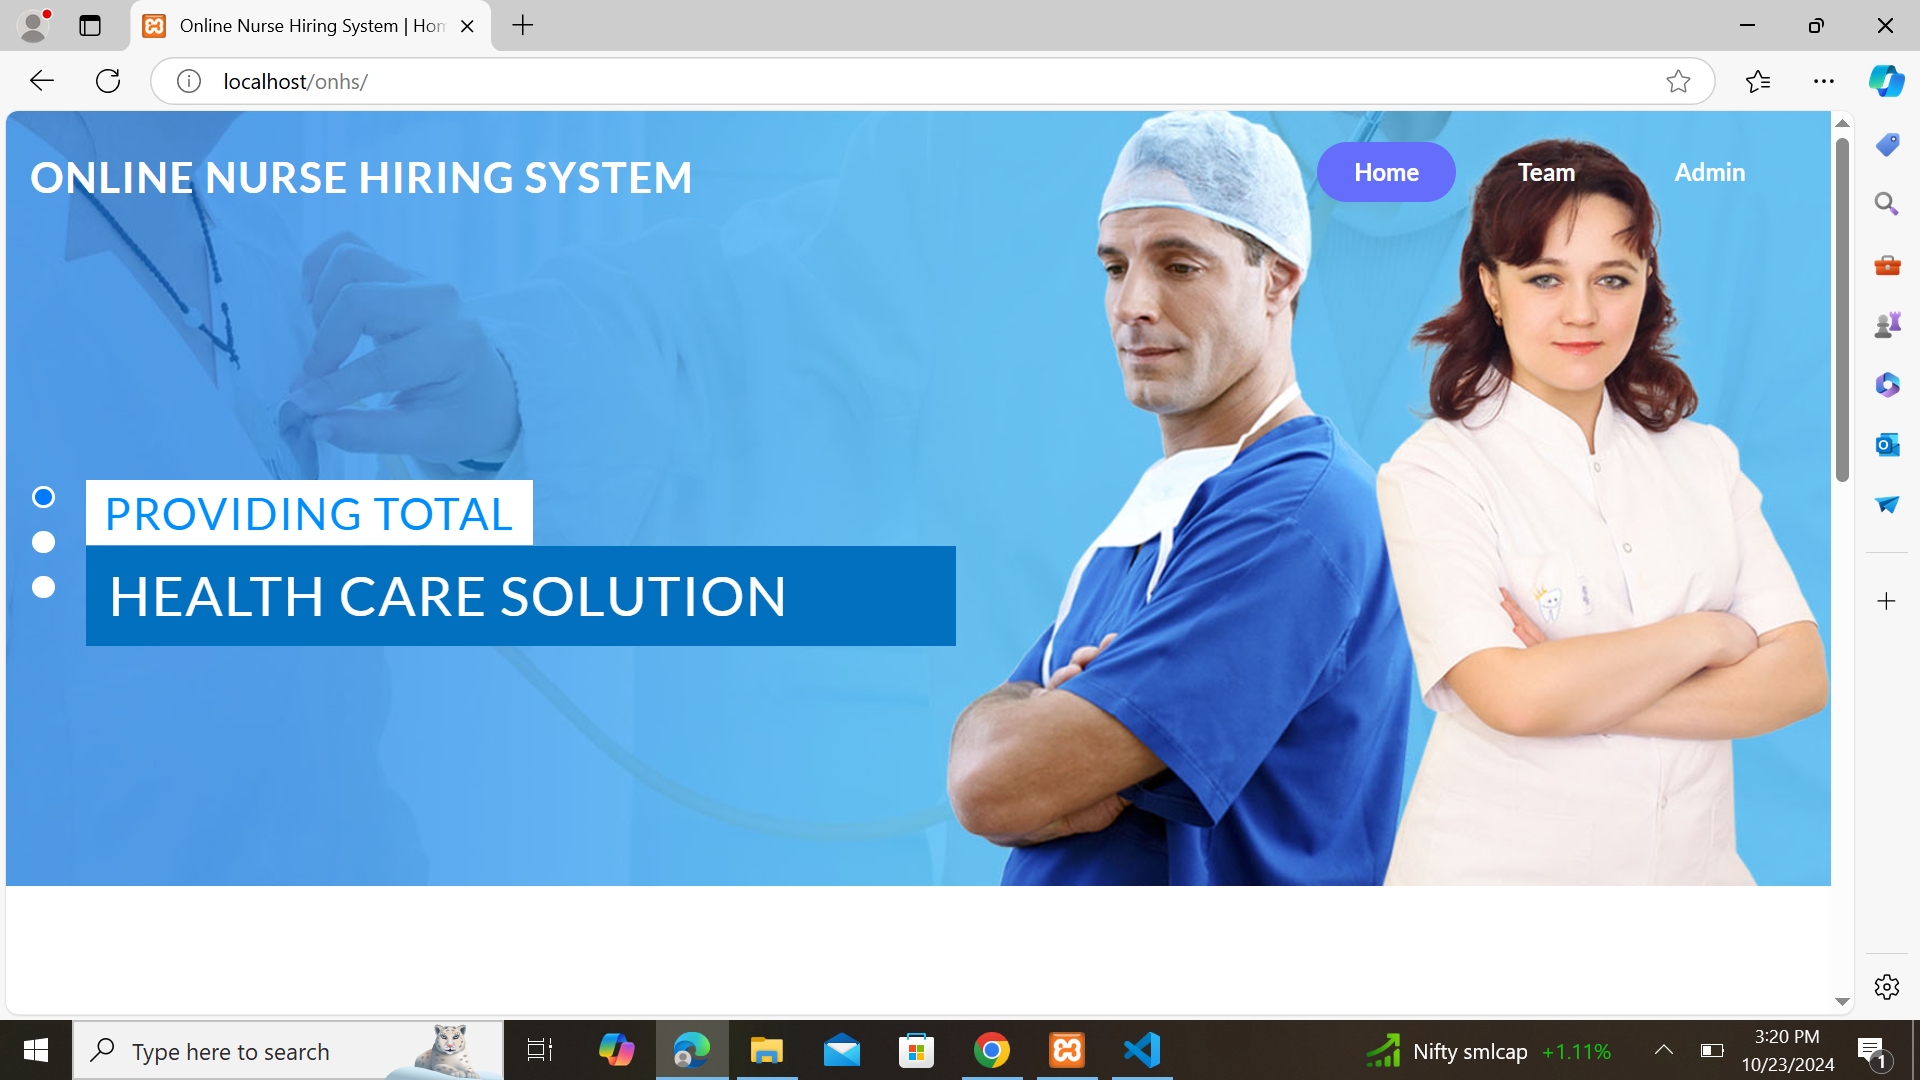 Online Nurse Hiring System | Hom
localhost/onhs/
ONLINE NURSE HIRING SYSTEM
Home
Team
Admin
PROVIDING TOTAL
HEALTH CARE SOLUTION
Type here to search
Nifty smlcap +1.11%
3:20 PM
10/23/2024
1